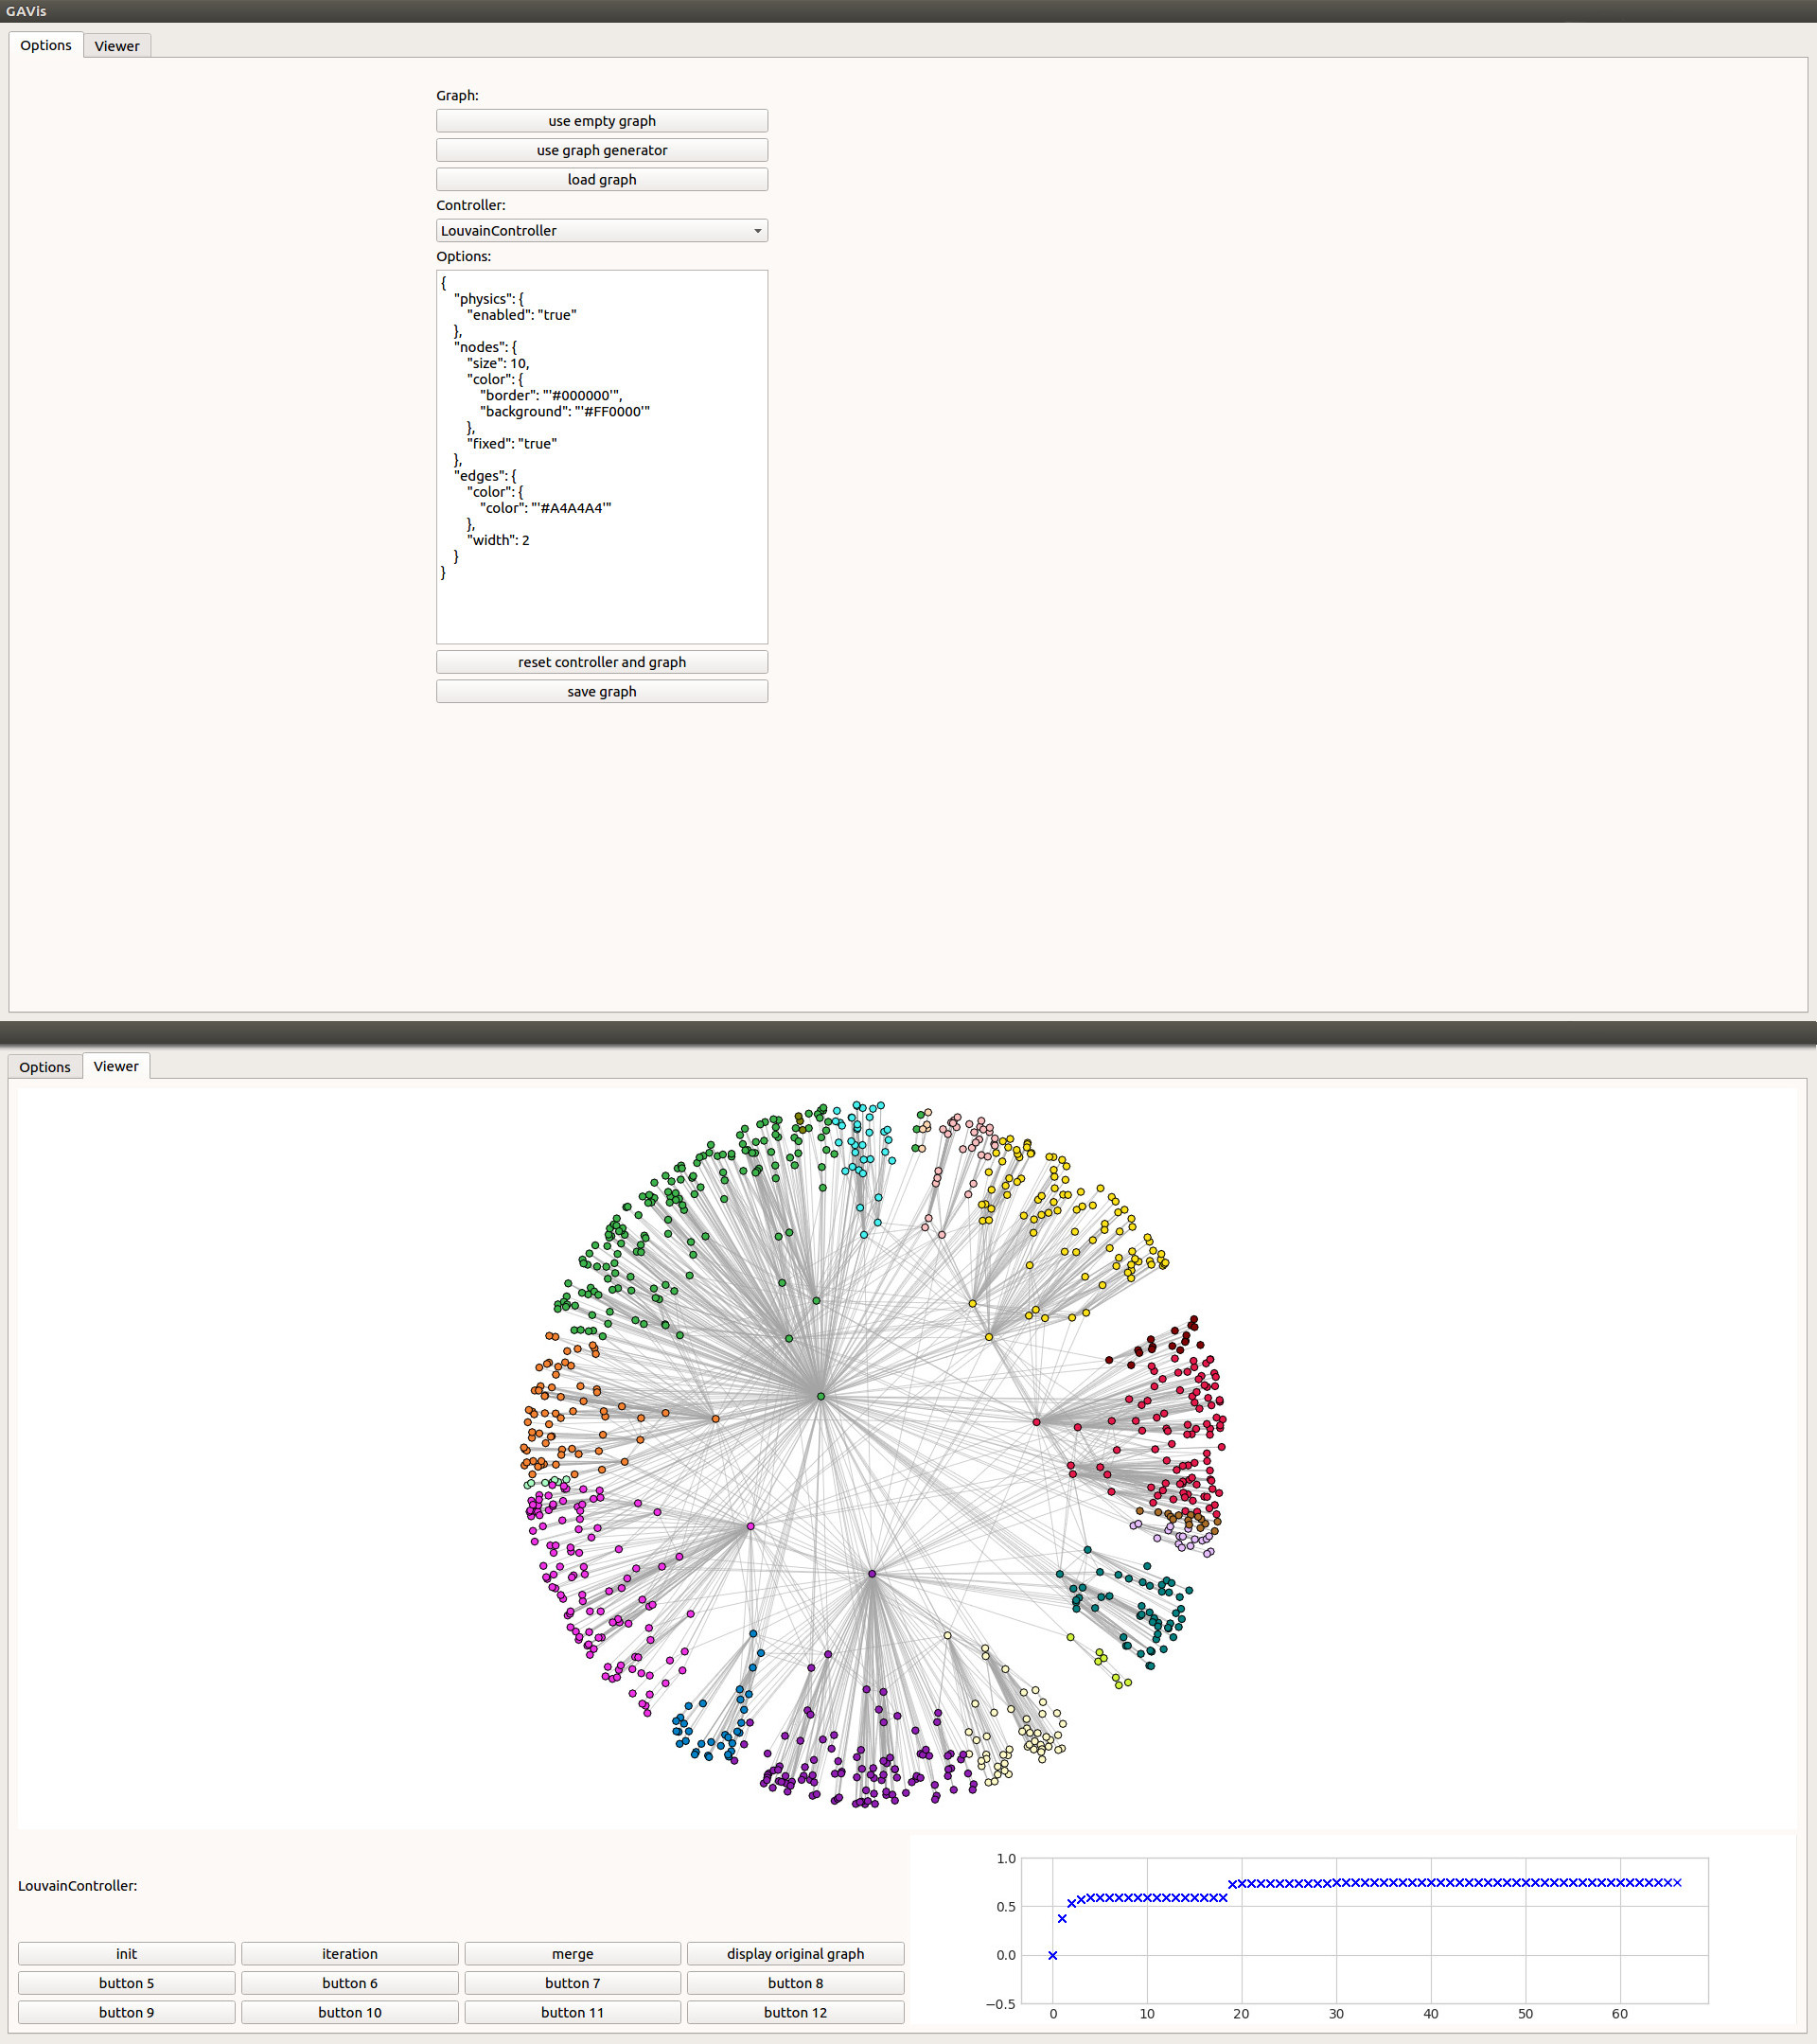 GAVis
Options Viewer
Graph:
use empty graph
use graph generator
load graph
Controller:
LouvainController
Options:
{
"physics": {
"enabled": "true"
},
"nodes": {
"size": 10,
"color": {
"border": "'#000000'",
"background": "'#FF0000'"
},
"fixed": "true"
},
"edges": {
"color": {
"color": "'#A4A4A4'"
},
"width": 2
}
}
reset controller and graph
save graph
Options Viewer
LouvainController:
init iteration merge display original graph
button 5 button 6 button 7 button 8
button 9 button 10 button 11 button 12
1.0
0.5
0.0
−0.5
0 10 20 30 40 50 60